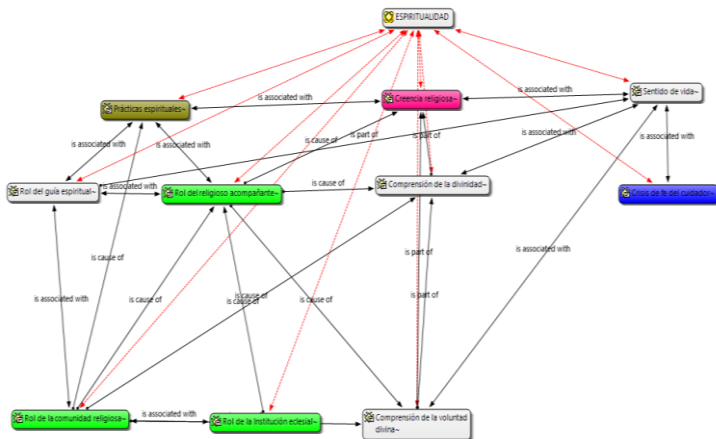 ESPIRITUALIDAD
Sentido de vida~
is associated with
Creencia religiosa~
is associated with
Prácticas espirituales~
is cause of
is part of
is part of
is associated with
is associated with
is associated with
is associated with
Rol del guía espiritual~
is associated with
Rol del religioso acompañante~
is cause of
Comprensión de la divinidad~
Crisis de fe del cuidador~
is associated with
is part of
is cause of
is associated with
is cause of
is cause of
is cause of
is cause of
is part of
Rol de la comunidad religiosa~
is associated with
Rol de la Institución eclesial~
Comprensión de la voluntad
divina~